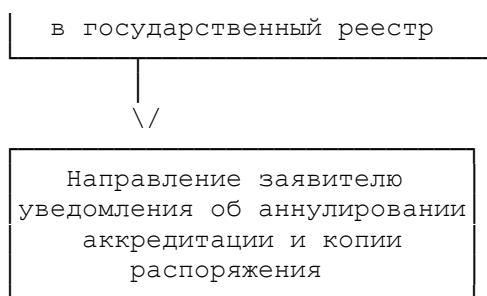 в государственный реестр
\/
Направление заявителю
уведомления об аннулировании
аккредитации и копии
распоряжения